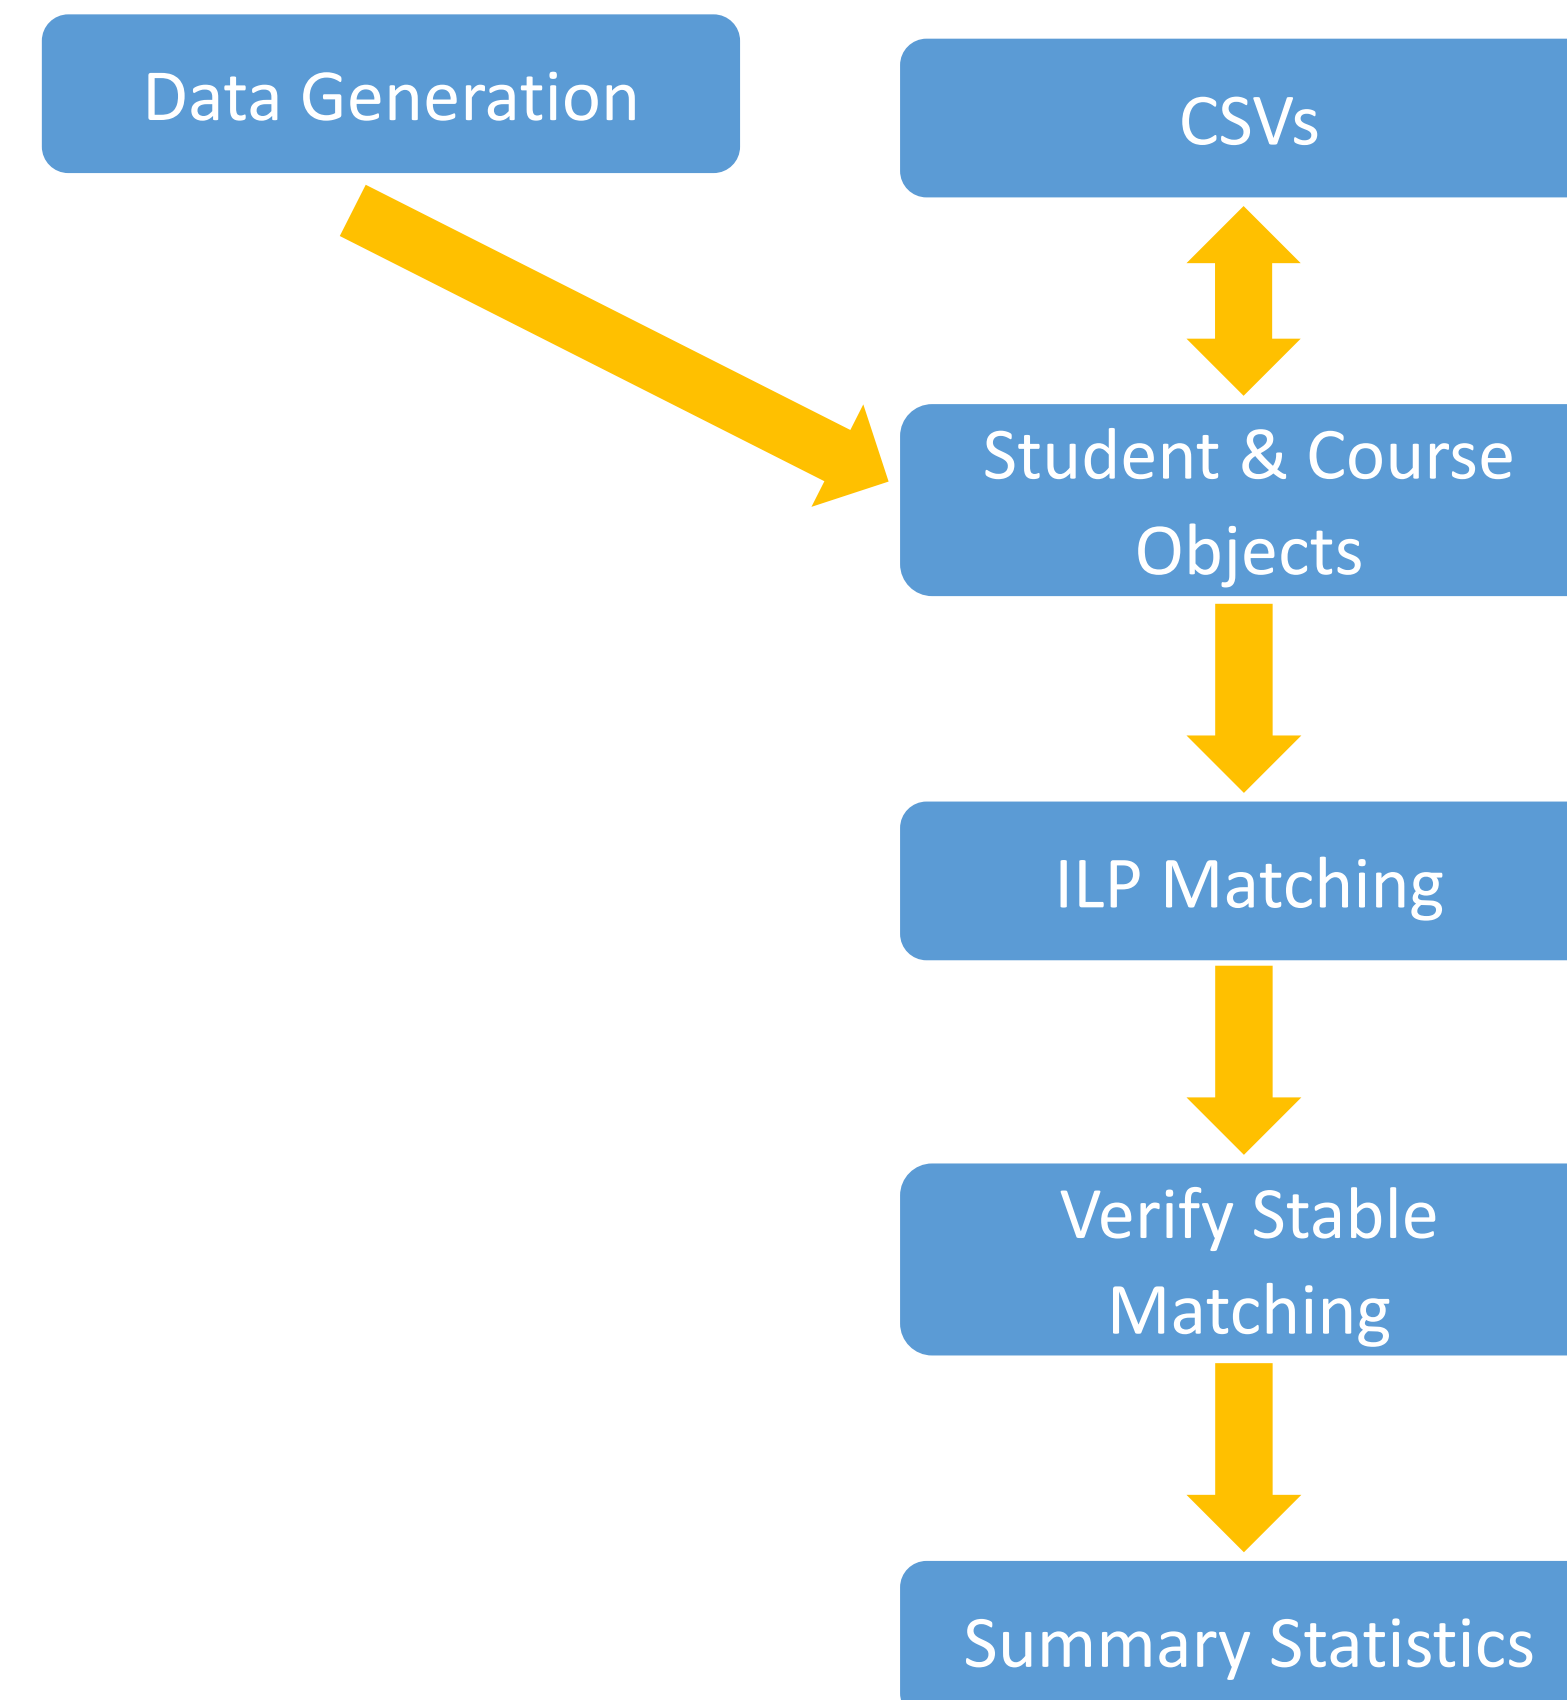 Data Generation
CSVs
Student & Course
Objects
ILP Matching
Verify Stable
Matching
Summary Statistics